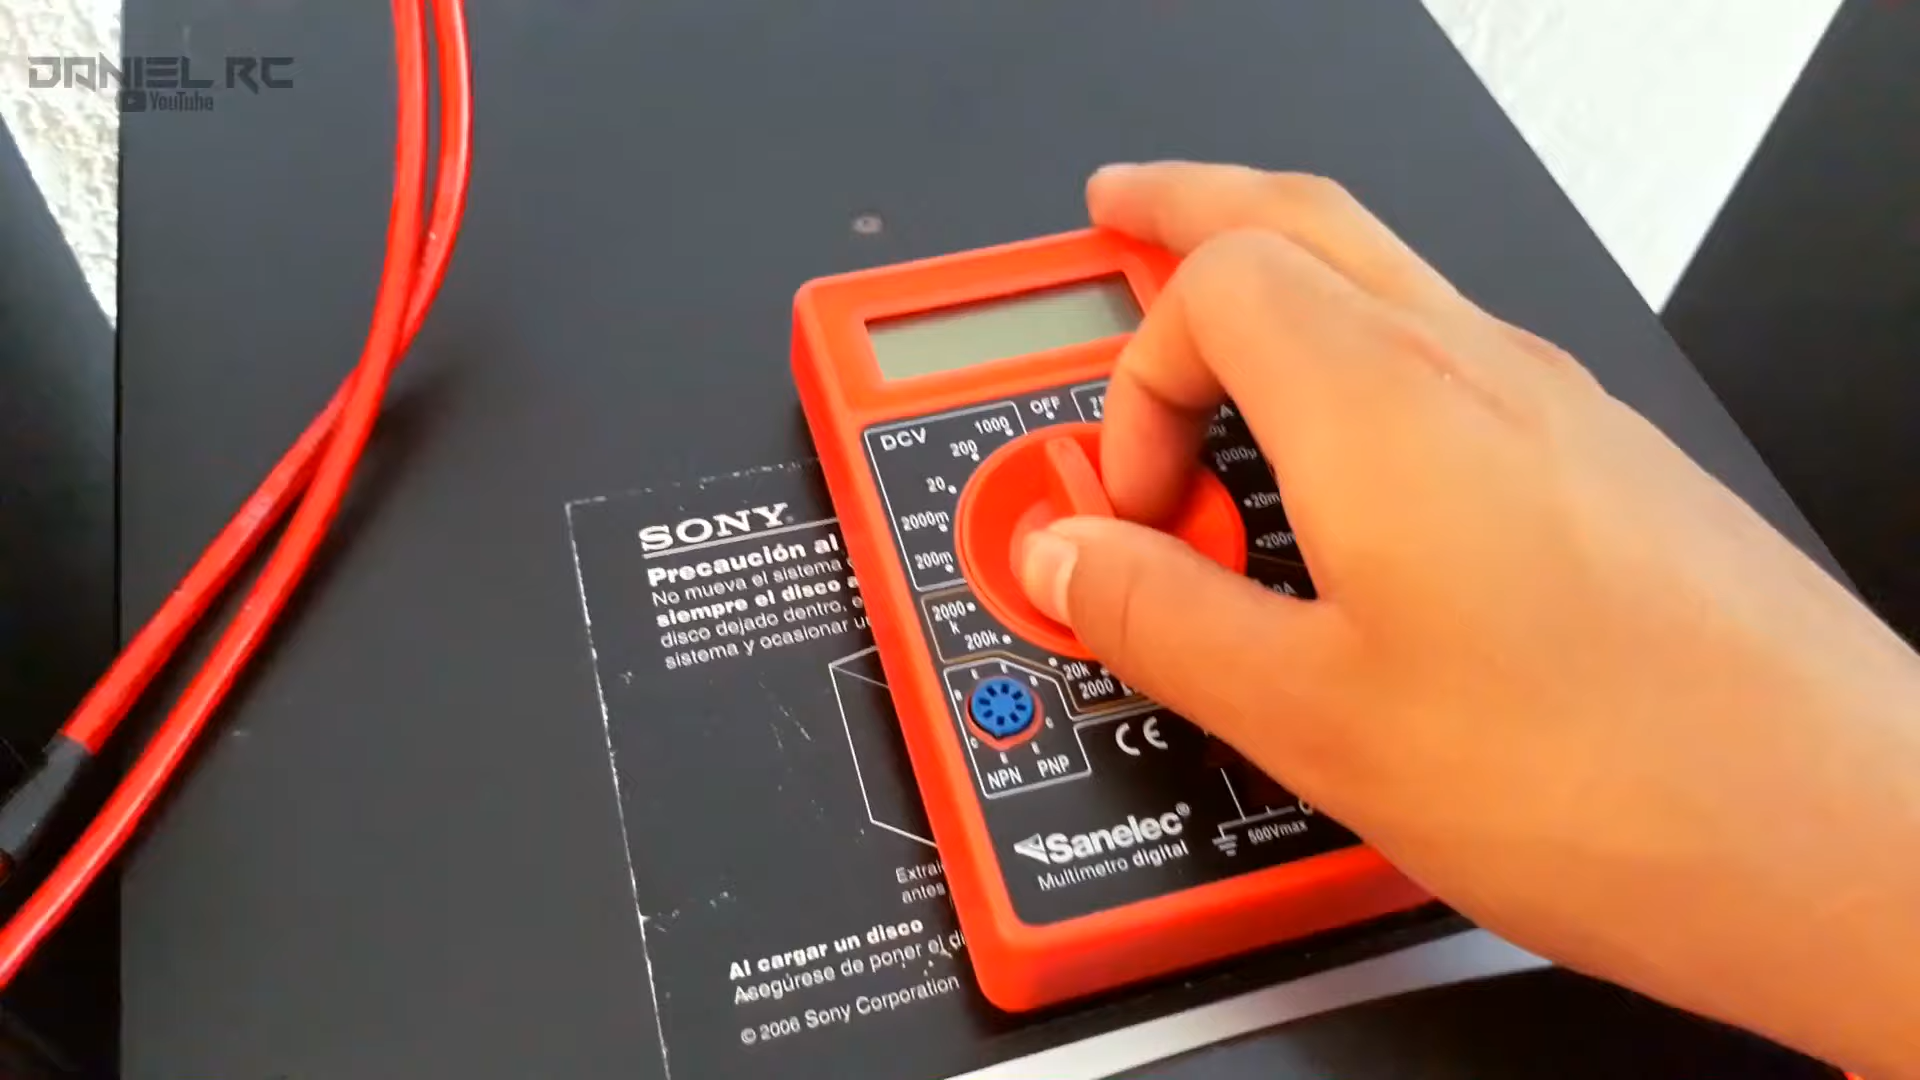 DANIEL RC
YouTube
OFF
DCV
1000
200
20
2000m
200m
2000µ
20m
2000
k
200k
20k
2000
B
E
C
NPN PNP
CE
500Vmax
Sanelec®
Multímetro digital
SONY
Precaución al
No mueva el sistema
siempre el disco
disco dejado dentro,
sistema y ocasionar
antes
Al cargar un disco
Asegúrese de poner el
© 2006 Sony Corporation